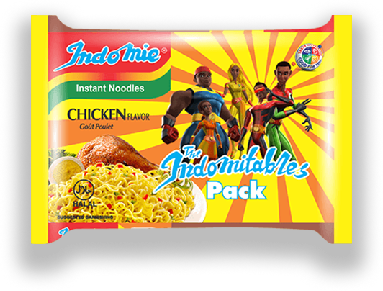 Indomie
Instant Noodles
CHICKEN FLAVOR
Goût Poulet
The
Indomitables
Pack
HALAL